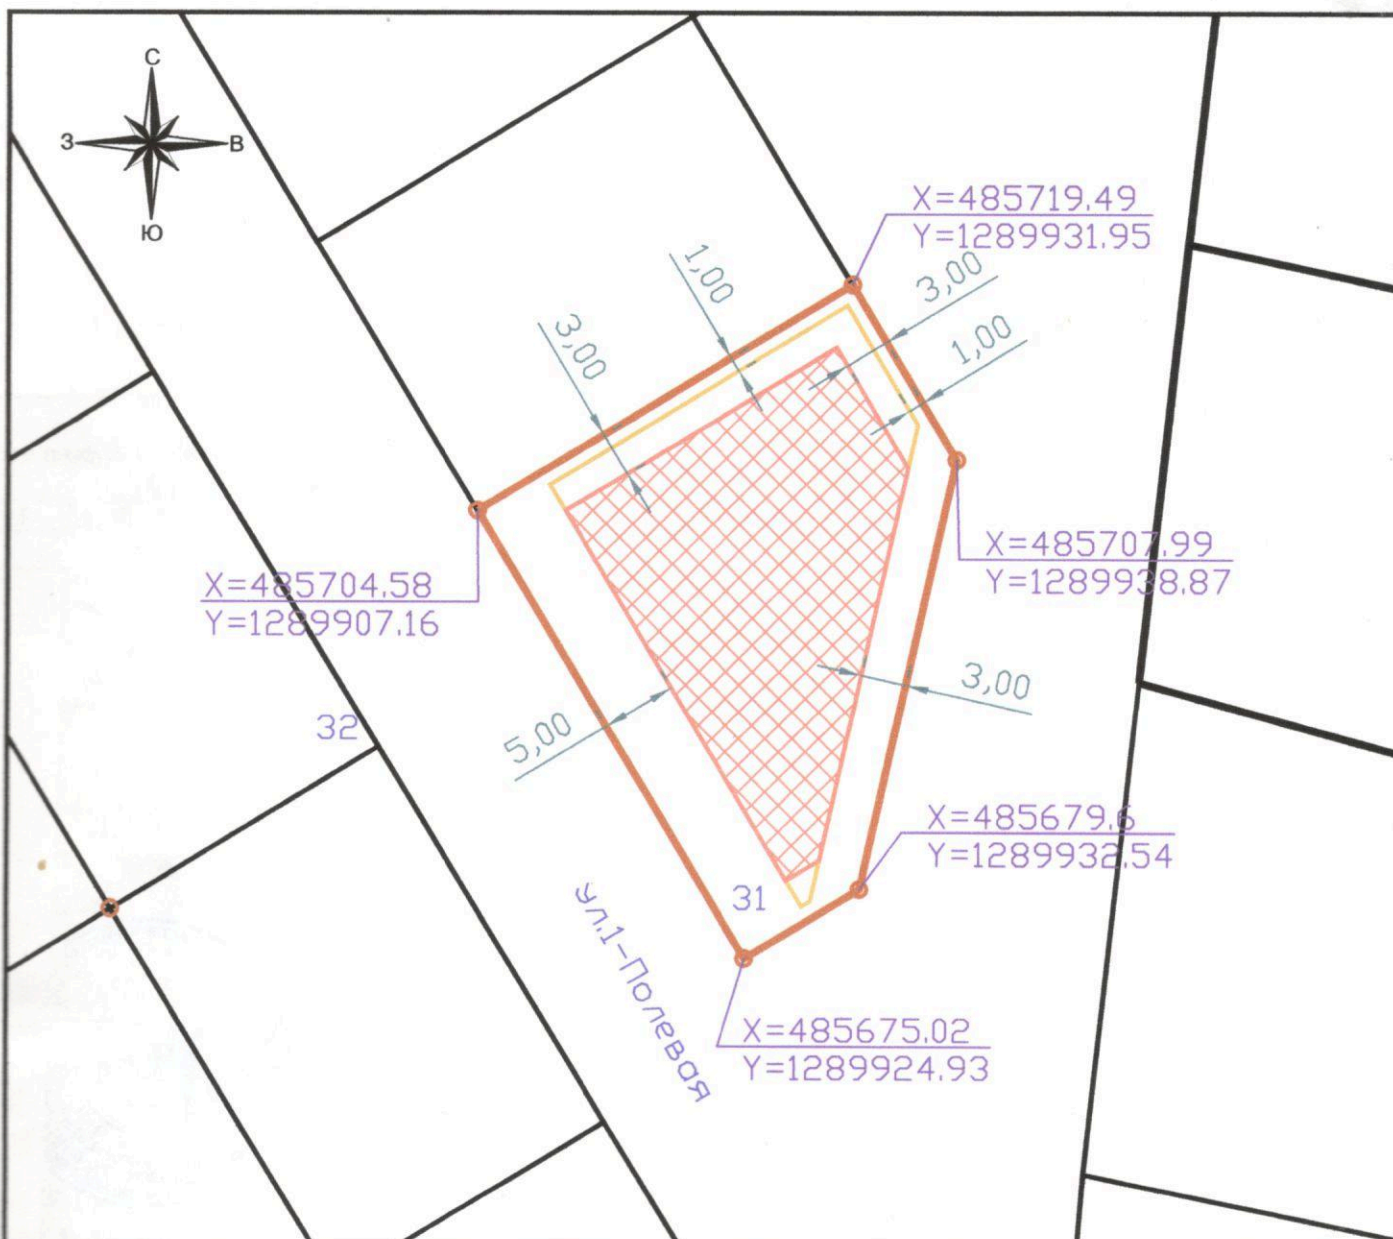 С
З
В
Ю
X=485719.49
Y=1289931.95
1,00
3,00
3,00
1,00
X=485707.99
Y=1289938.87
X=485704.58
Y=1289907.16
3,00
32
5,00
X=485679.6
Y=1289932.54
31
ул.1-Полевая
X=485675.02
Y=1289924.93